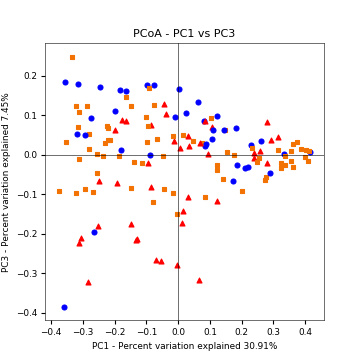 PCoA - PC1 vs PC3
PC3 - Percent variation explained 7.45%
0.2
0.1
0.0
−0.1
−0.2
−0.3
−0.4
−0.4 −0.3 −0.2 −0.1 0.0 0.1 0.2 0.3 0.4
PC1 - Percent variation explained 30.91%